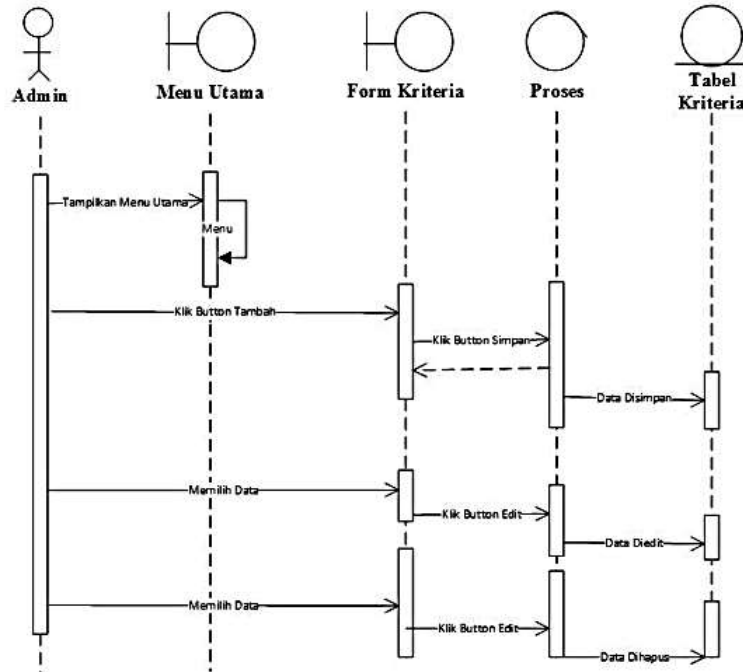 Admin
Menu Utama
Form Kriteria
Proses
Tabel
Kriteria
Tampilkan Menu Utama
Menu
Klik Button Tambah
Klik Button Simpan
Data Disimpan
Memilih Data
Klik Button Edit
Data Diedit
Memilih Data
Klik Button Edit
Data Dihapus